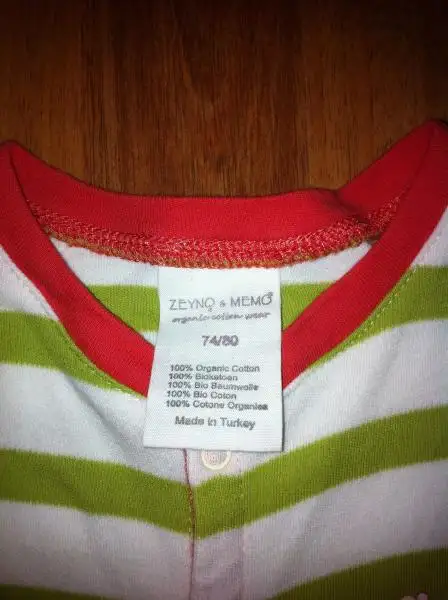 ZEYNO & MEMO®
organic cotton wear
74/80
100% Organic Cotton
100% Biokatoen
100% Bio Baumwolle
100% Bio Coton
100% Cotone Organica
Made in Turkey